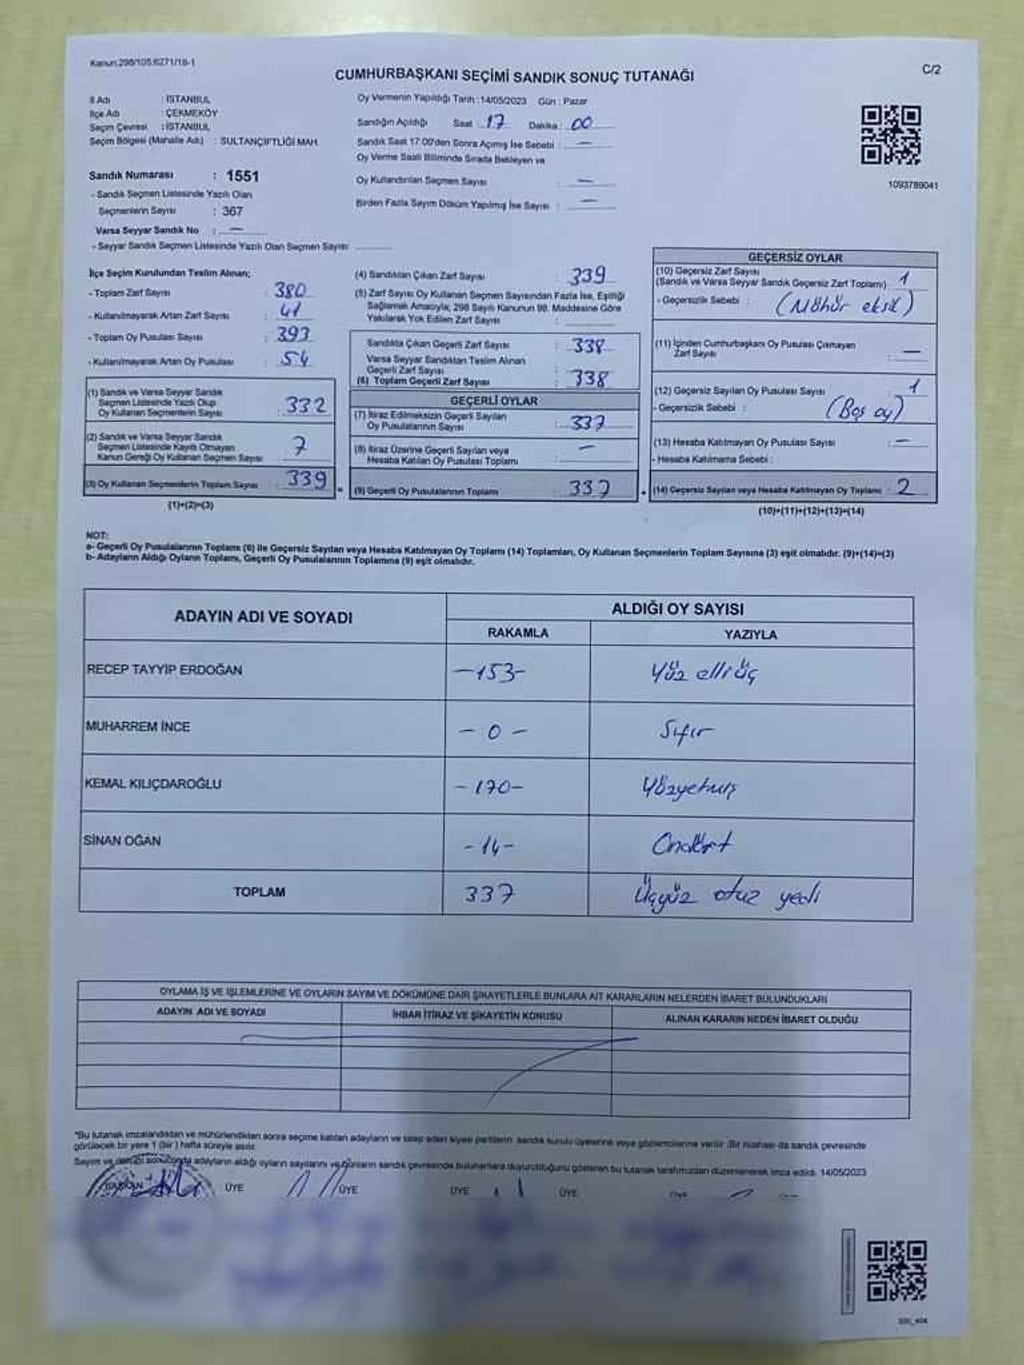 Kanun:298/105,6271/18-1
C/2
CUMHURBAŞKANI SEÇİMİ SANDIK SONUÇ TUTANAĞI
İl Adı : İSTANBUL
İlçe Adı : ÇEKMEKÖY
Seçim Çevresi : İSTANBUL
Seçim Bölgesi (Mahalle Adı) : SULTANÇİFTLİĞİ MAH.
Sandık Numarası : 1551
- Sandık Seçmen Listesinde Yazılı Olan
Seçmenlerin Sayısı : 367
Varsa Seyyar Sandık No : —
- Seyyar Sandık Seçmen Listesinde Yazılı Olan Seçmen Sayısı
Oy Vermenin Yapıldığı Tarih : 14/05/2023 Gün : Pazar
Sandığın Açıldığı Saat : 17 Dakika : 00
Sandık Saat 17:00'den Sonra Açılmış İse Sebebi : —
Oy Verme Saati Bitiminde Sırada Bekleyen ve
Oy Kullandırılan Seçmen Sayısı : —
Birden Fazla Sayım Döküm Yapılmış İse Sayısı : —
1093789041
İlçe Seçim Kurulundan Teslim Alınan;
- Toplam Zarf Sayısı : 380
- Kullanılmayarak Artan Zarf Sayısı : 41
- Toplam Oy Pusulası Sayısı : 393
- Kullanılmayarak Artan Oy Pusulası : 54
(1) Sandık ve Varsa Seyyar Sandık
Seçmen Listesinde Yazılı Olup
Oy Kullanan Seçmenlerin Sayısı : 332
(2) Sandık ve Varsa Seyyar Sandık
Seçmen Listesinde Kayıtlı Olmayan
Kanun Gereği Oy Kullanan Seçmen Sayısı : 7
(3) Oy Kullanan Seçmenlerin Toplam Sayısı : 339
(1)+(2)=(3)
(4) Sandıktan Çıkan Zarf Sayısı : 339
(5) Zarf Sayısı Oy Kullanan Seçmen Sayısından Fazla İse, Eşitliği
Sağlamak Amacıyla; 298 Sayılı Kanunun 98. Maddesine Göre
Yakılarak Yok Edilen Zarf Sayısı :
Sandıkta Çıkan Geçerli Zarf Sayısı : 338
Varsa Seyyar Sandıktan Teslim Alınan
Geçerli Zarf Sayısı :
(6) Toplam Geçerli Zarf Sayısı : 338
GEÇERLİ OYLAR
(7) İtiraz Edilmeksizin Geçerli Sayılan
Oy Pusulalarının Sayısı : 337
(8) İtiraz Üzerine Geçerli Sayılan veya
Hesaba Katılan Oy Pusulası Toplamı : —
(9) Geçerli Oy Pusulalarının Toplamı : 337
GEÇERSİZ OYLAR
(10) Geçersiz Zarf Sayısı
(Sandık ve Varsa Seyyar Sandık Geçersiz Zarf Toplamı) : 1
- Geçersizlik Sebebi : (Mühür eksik)
(11) İçinden Cumhurbaşkanı Oy Pusulası Çıkmayan
Zarf Sayısı : —
(12) Geçersiz Sayılan Oy Pusulası Sayısı : 1
- Geçersizlik Sebebi : (Boş oy)
(13) Hesaba Katılmayan Oy Pusulası Sayısı : —
- Hesaba Katılmama Sebebi :
(14) Geçersiz Sayılan veya Hesaba Katılmayan Oy Toplamı : 2
(10)+(11)+(12)+(13)=(14)
NOT:
a- Geçerli Oy Pusulalarının Toplamı (9) ile Geçersiz Sayılan veya Hesaba Katılmayan Oy Toplamı (14) Toplamları, Oy Kullanan Seçmenlerin Toplam Sayısına (3) eşit olmalıdır. (9)+(14)=(3)
b- Adayların Aldığı Oyların Toplamı, Geçerli Oy Pusulalarının Toplamına (9) eşit olmalıdır.
ADAYIN ADI VE SOYADI
ALDIĞI OY SAYISI
RAKAMLA YAZIYLA
RECEP TAYYİP ERDOĞAN -153- Yüz elli üç
MUHARREM İNCE -0- Sıfır
KEMAL KILIÇDAROĞLU -170- Yüzyetmiş
SİNAN OĞAN -14- Ondört
TOPLAM 337 Üçyüz otuz yedi
OYLAMA İŞ VE İŞLEMLERİNE VE OYLARIN SAYIM VE DÖKÜMÜNE DAİR ŞİKAYETLERLE BUNLARA AİT KARARLARIN NELERDEN İBARET BULUNDUKLARI
ADAYIN ADI VE SOYADI İHBAR İTİRAZ VE ŞİKAYETİN KONUSU ALINAN KARARIN NEDEN İBARET OLDUĞU
*Bu tutanak imzalandıktan ve mühürlendikten sonra seçime katılan adayların ve talep eden siyasi partilerin sandık kurulu üyelerine veya gözlemcilerine verilir. Bir nüshası da sandık çevresinde
görülecek bir yere 1 (bir) hafta süreyle asılır.
Sayım ve dökümü sonucunda adayların aldığı oyların sayılarını ve bunların sandık çevresinde bulunanlara duyurulduğunu gösteren bu tutanak tarafımızdan düzenlenerek imza edildi. 14/05/2023
BAŞKAN ÜYE ÜYE ÜYE ÜYE ÜYE